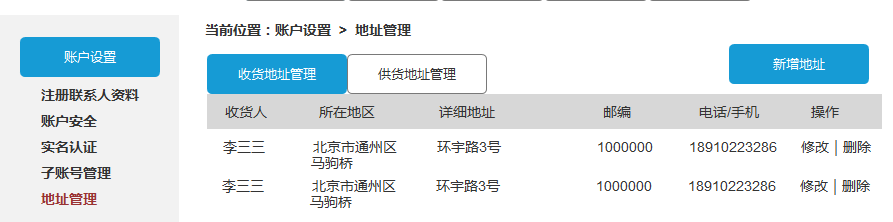 当前位置：账户设置 > 地址管理
账户设置
注册联系人资料
账户安全
实名认证
子账号管理
地址管理
收货地址管理 供货地址管理 新增地址
收货人 所在地区 详细地址 邮编 电话/手机 操作
李三三 北京市通州区 环宇路3号 1000000 18910223286 修改 | 删除
马驹桥
李三三 北京市通州区 环宇路3号 1000000 18910223286 修改 | 删除
马驹桥